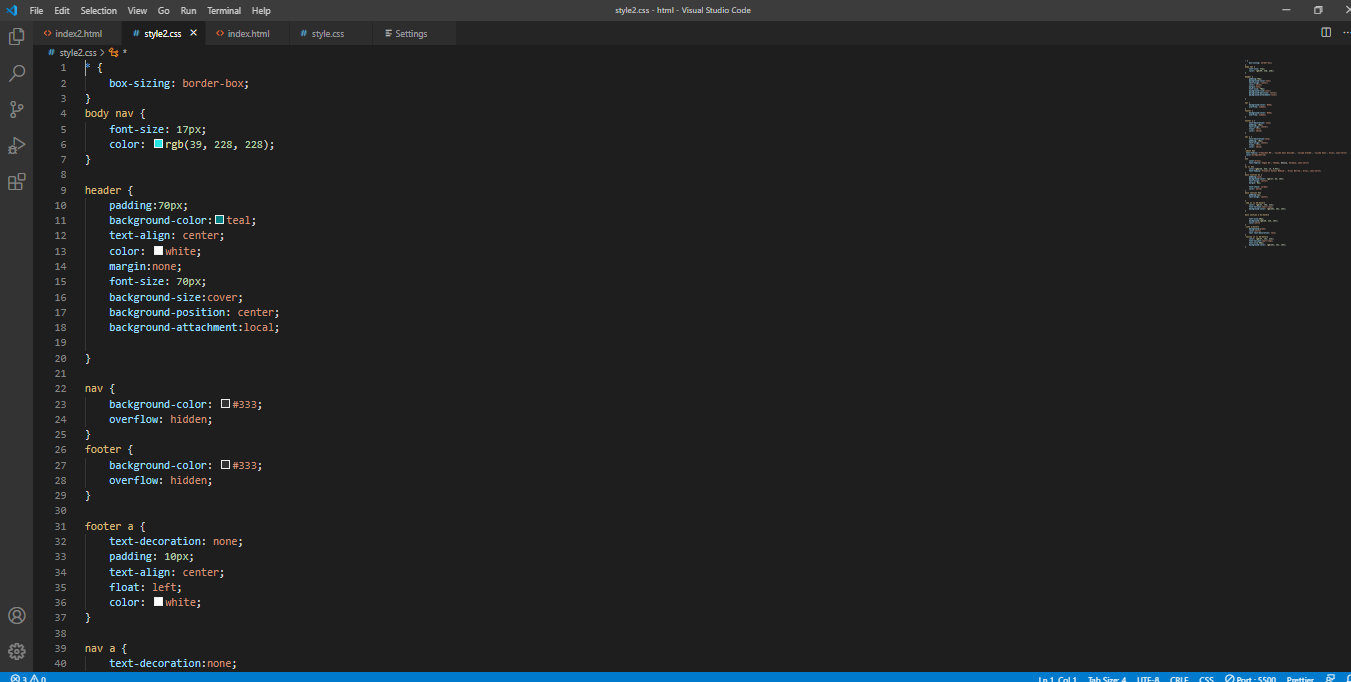 File Edit Selection View Go Run Terminal Help style2.css - html - Visual Studio Code
index2.html style2.css index.html style.css Settings
# style2.css > *
1 * {
2 box-sizing: border-box;
3 }
4 body nav {
5 font-size: 17px;
6 color: rgb(39, 228, 228);
7 }
8
9 header {
10 padding:70px;
11 background-color: teal;
12 text-align: center;
13 color: white;
14 margin:none;
15 font-size: 70px;
16 background-size:cover;
17 background-position: center;
18 background-attachment:local;
19
20 }
21
22 nav {
23 background-color: #333;
24 overflow: hidden;
25 }
26 footer {
27 background-color: #333;
28 overflow: hidden;
29 }
30
31 footer a {
32 text-decoration: none;
33 padding: 10px;
34 text-align: center;
35 float: left;
36 color: white;
37 }
38
39 nav a {
40 text-decoration:none;
3 0 Ln 1, Col 1 Tab Size: 4 UTF-8 CRLF CSS Port : 5500 Prettier